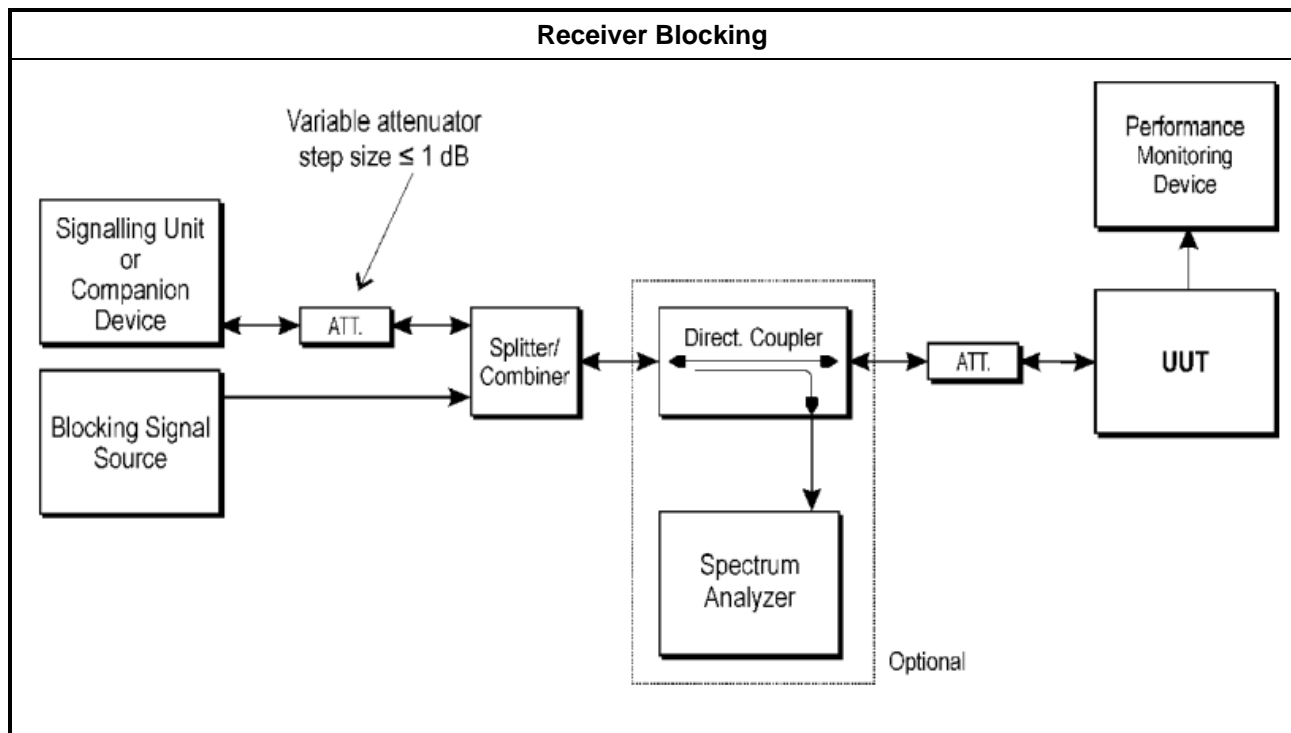 Receiver Blocking
Variable attenuator
step size ≤ 1 dB
Performance
Monitoring
Device
Signalling Unit
or
Companion
Device
ATT.
Splitter/
Combiner
Direct. Coupler
ATT.
UUT
Blocking Signal
Source
Spectrum
Analyzer
Optional